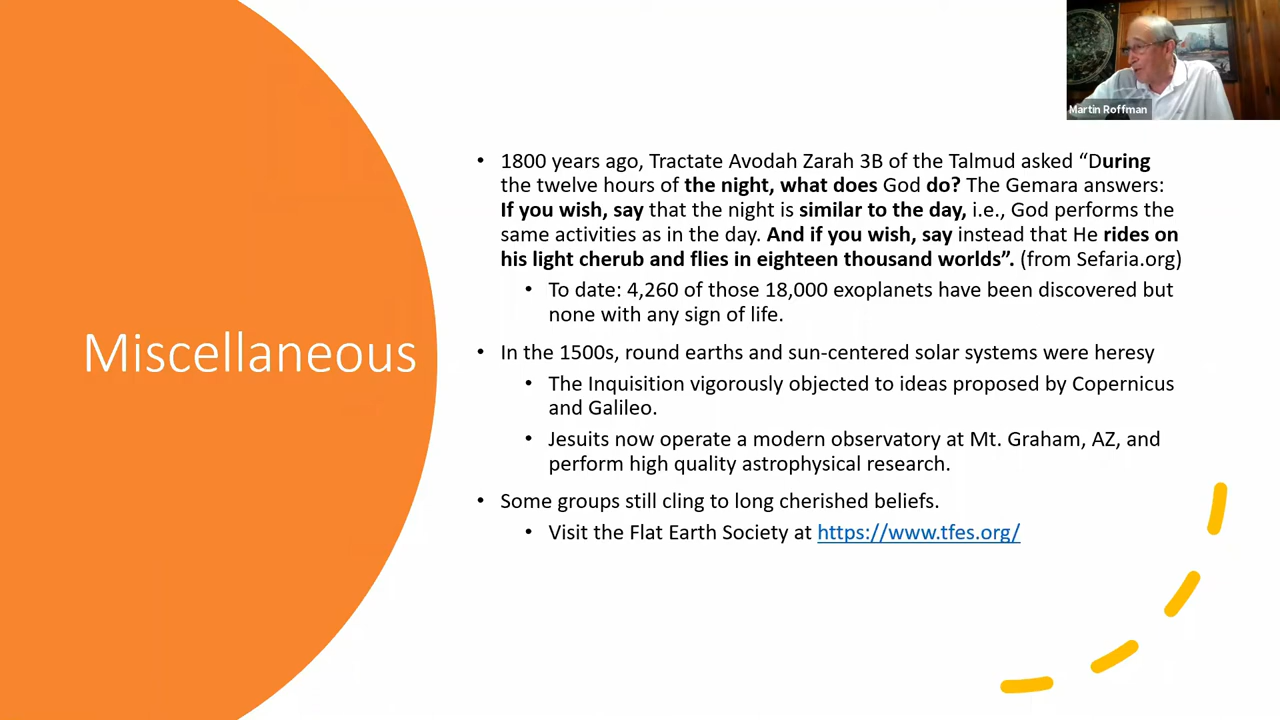 Martin Roffman
Miscellaneous
• 1800 years ago, Tractate Avodah Zarah 3B of the Talmud asked “During
the twelve hours of the night, what does God do? The Gemara answers:
If you wish, say that the night is similar to the day, i.e., God performs the
same activities as in the day. And if you wish, say instead that He rides on
his light cherub and flies in eighteen thousand worlds”. (from Sefaria.org)
• To date: 4,260 of those 18,000 exoplanets have been discovered but
none with any sign of life.
• In the 1500s, round earths and sun-centered solar systems were heresy
• The Inquisition vigorously objected to ideas proposed by Copernicus
and Galileo.
• Jesuits now operate a modern observatory at Mt. Graham, AZ, and
perform high quality astrophysical research.
• Some groups still cling to long cherished beliefs.
• Visit the Flat Earth Society at https://www.tfes.org/